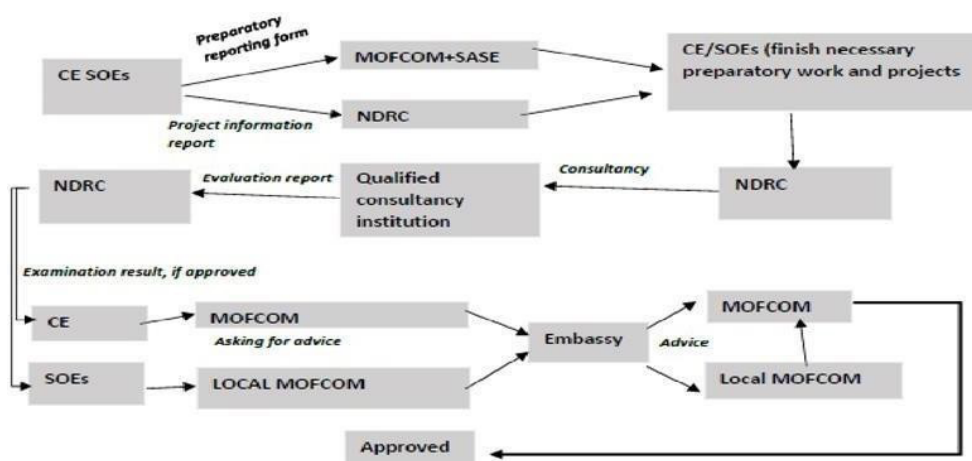 Preparatory
reporting form
CE SOEs
MOFCOM+SASE
CE/SOEs (finish necessary
preparatory work and projects
NDRC
Project information
report
NDRC
Evaluation report
Qualified
consultancy
institution
Consultancy
NDRC
Examination result, if approved
CE
MOFCOM
Asking for advice
SOEs
LOCAL MOFCOM
Embassy
Advice
MOFCOM
Local MOFCOM
Approved